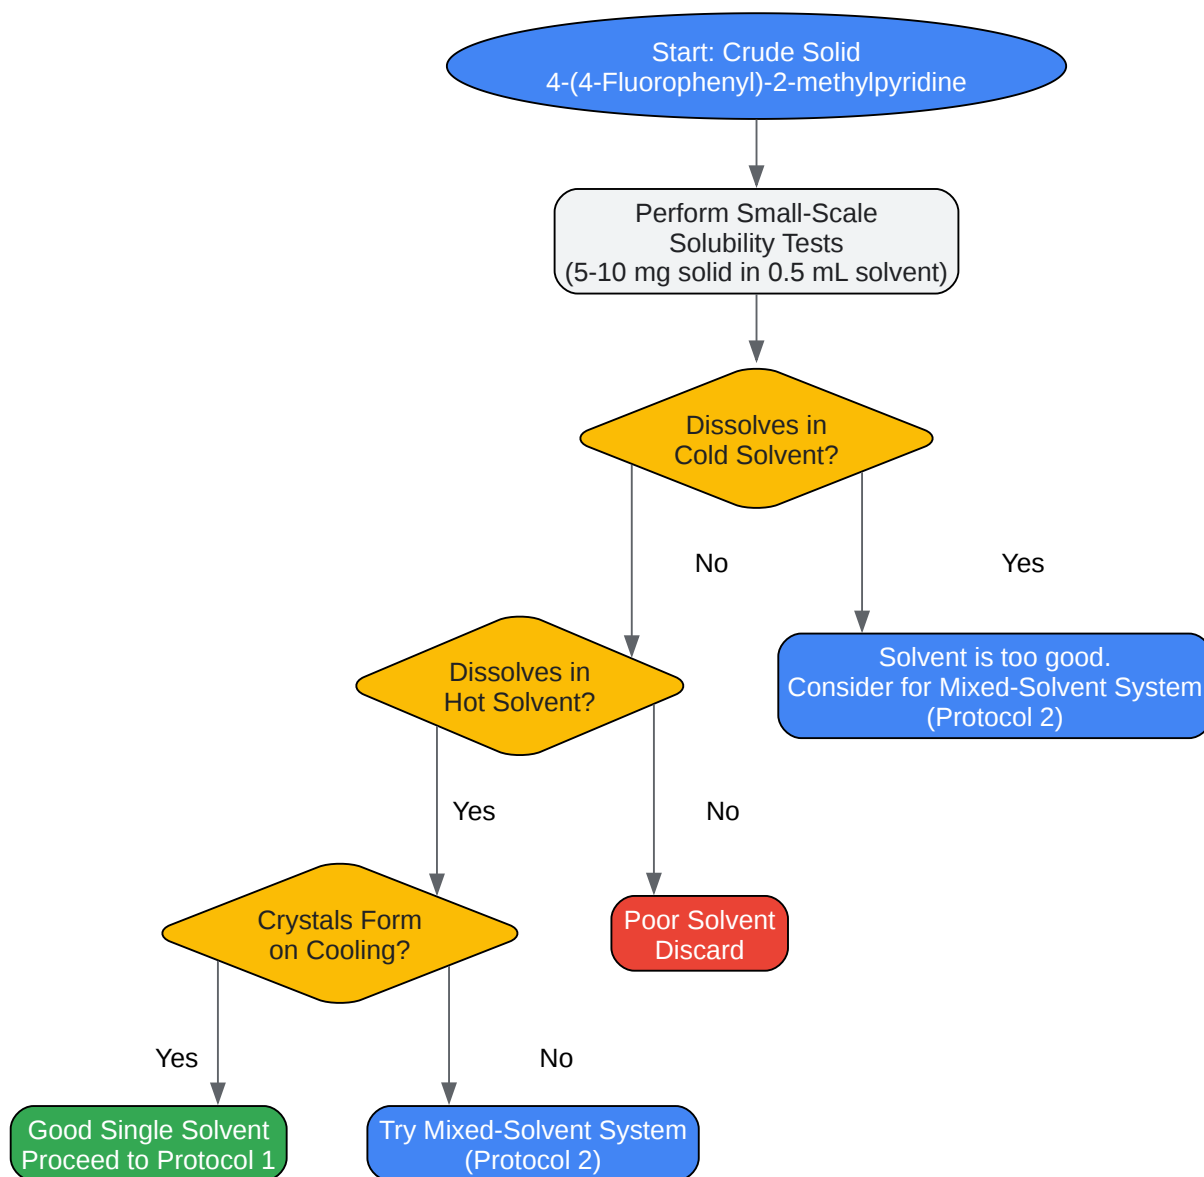 Start: Crude Solid
4-(4-Fluorophenyl)-2-methylpyridine
Perform Small-Scale
Solubility Tests
(5-10 mg solid in 0.5 mL solvent)
Dissolves in
Cold Solvent?
No
Yes
Dissolves in
Hot Solvent?
Solvent is too good.
Consider for Mixed-Solvent System
(Protocol 2)
Yes
No
Crystals Form
on Cooling?
Poor Solvent
Discard
Yes
No
Good Single Solvent
Proceed to Protocol 1
Try Mixed-Solvent System
(Protocol 2)